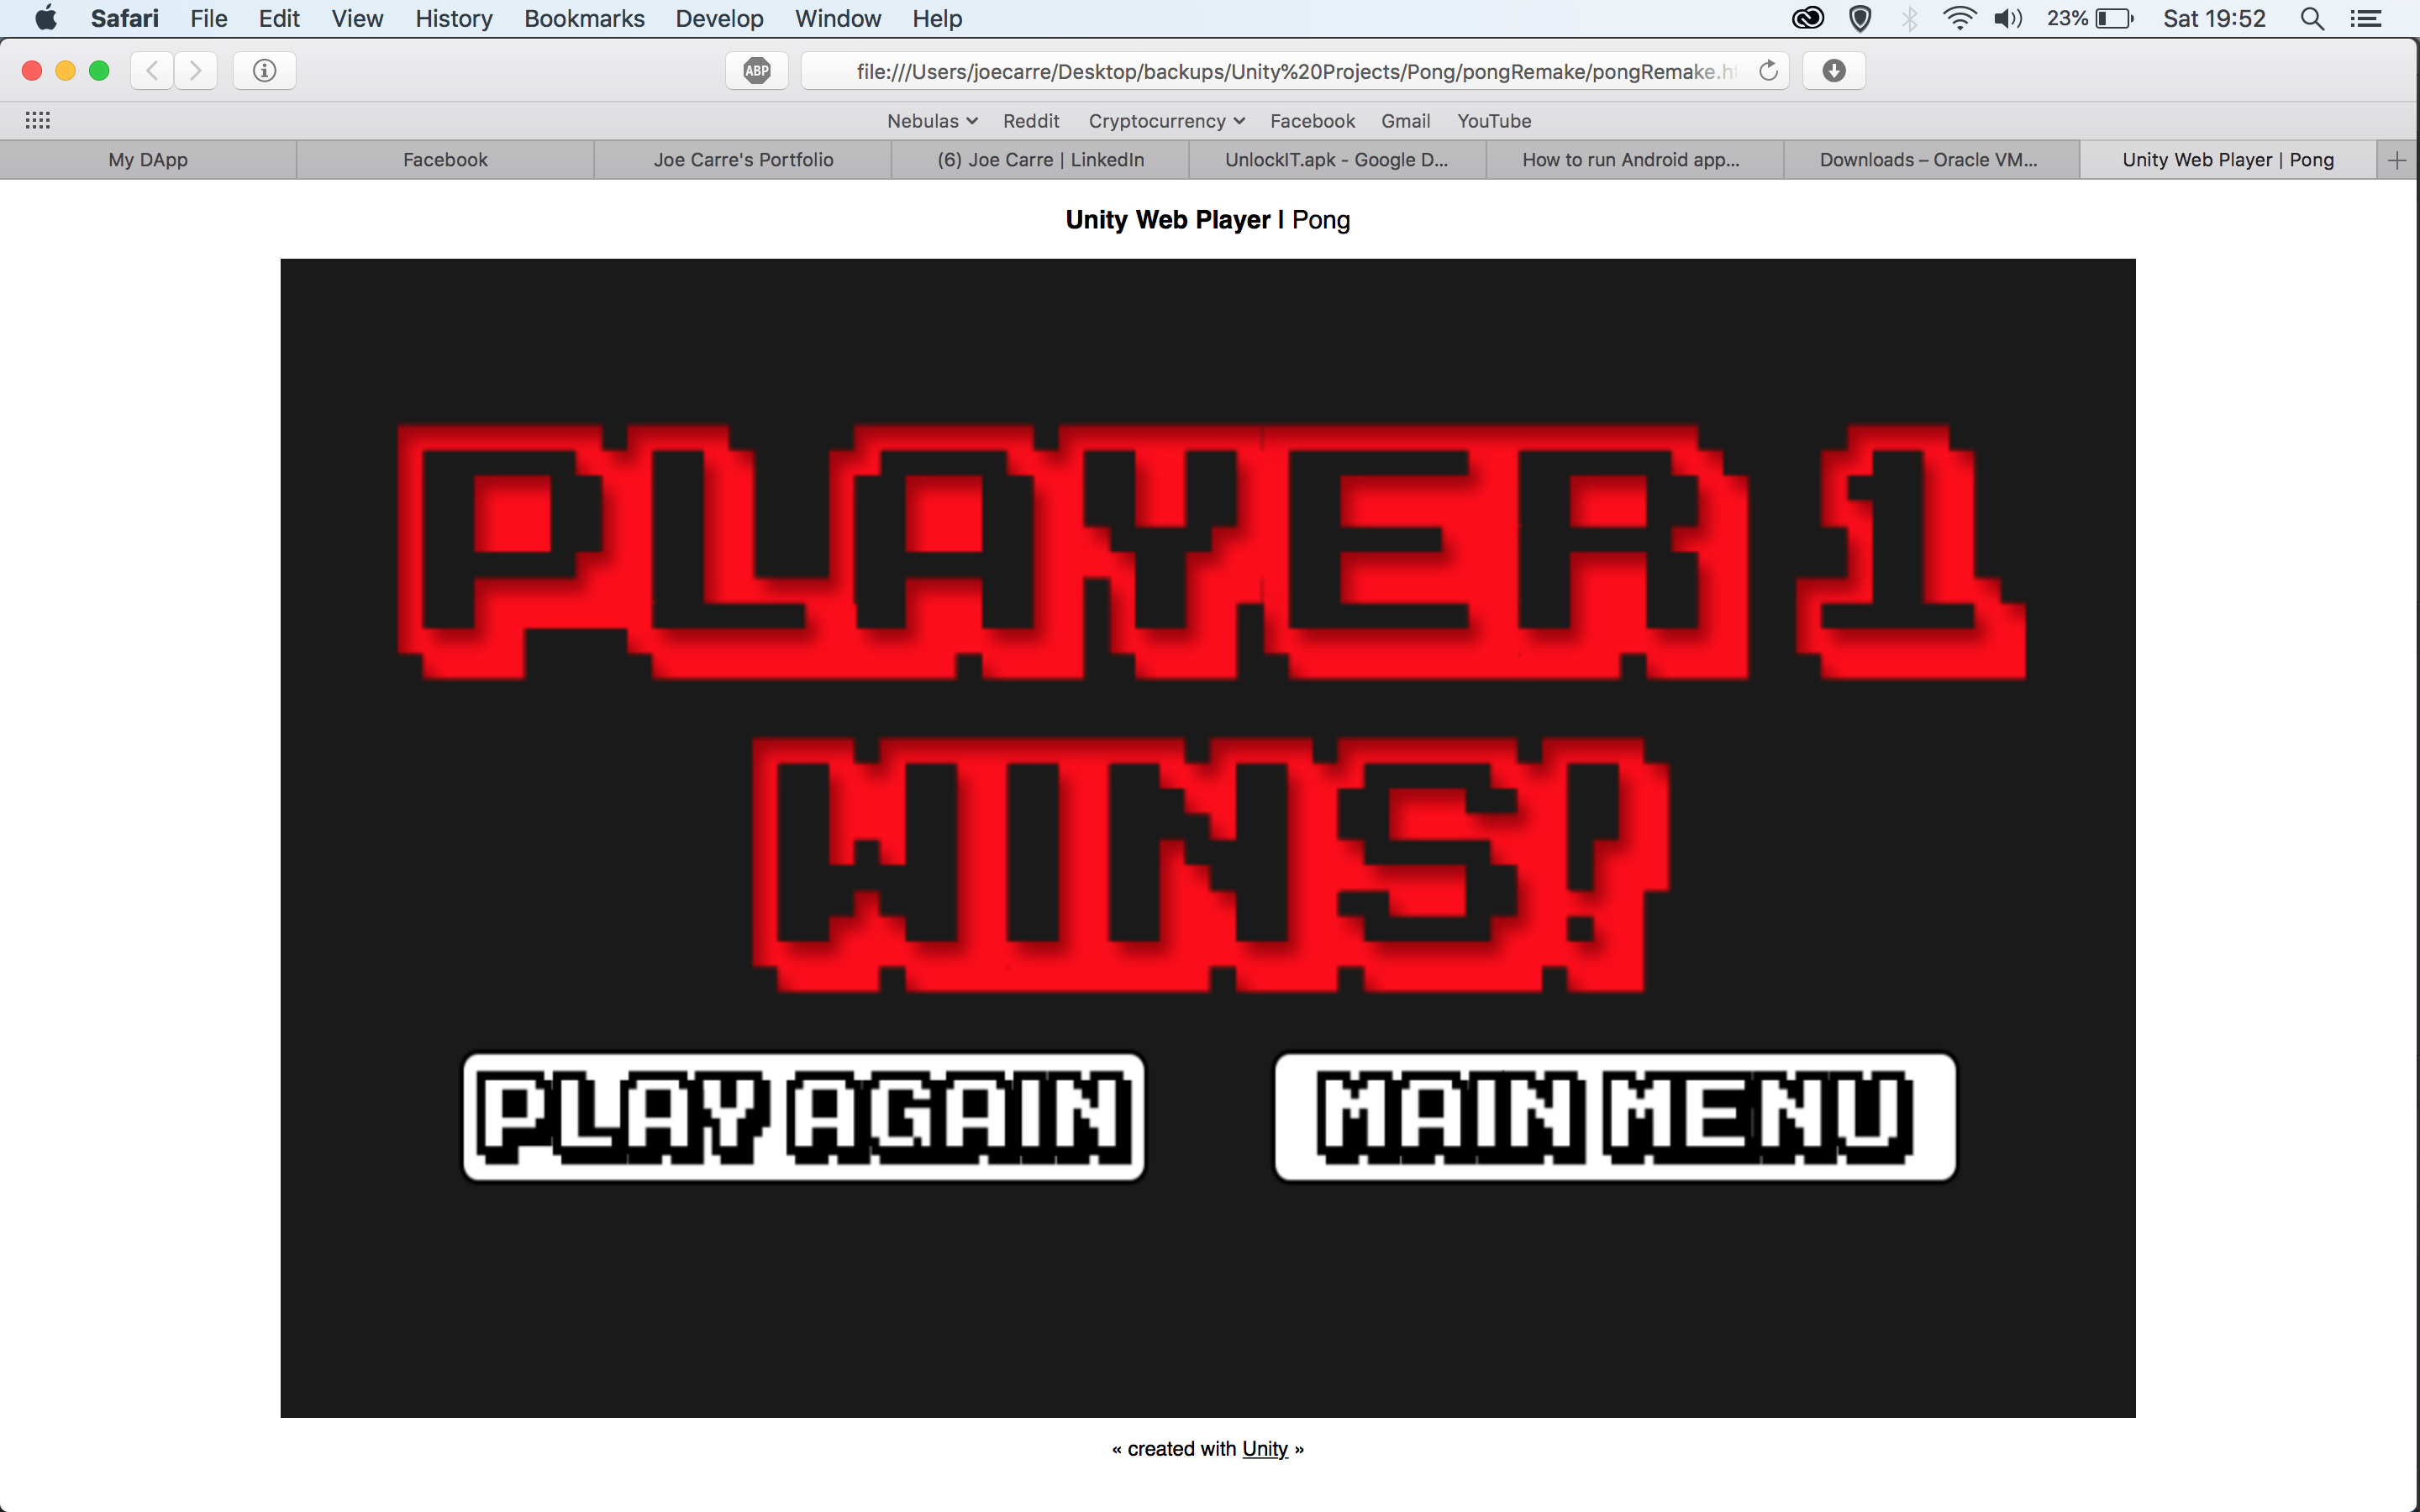 Safari File Edit View History Bookmarks Develop Window Help 23% Sat 19:52
ABP file:///Users/joecarre/Desktop/backups/Unity%20Projects/Pong/pongRemake/pongRemake.ht
Nebulas Reddit Cryptocurrency Facebook Gmail YouTube
My DApp Facebook Joe Carre's Portfolio (6) Joe Carre | LinkedIn UnlockIT.apk - Google D... How to run Android app... Downloads – Oracle VM... Unity Web Player | Pong
Unity Web Player | Pong
PLAYER 1
WINS!
PLAY AGAIN MAIN MENU
« created with Unity »